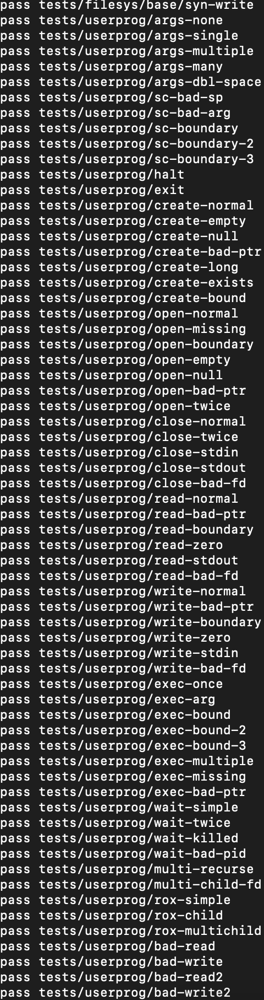 pass tests/filesys/base/syn-write
pass tests/userprog/args-none
pass tests/userprog/args-single
pass tests/userprog/args-multiple
pass tests/userprog/args-many
pass tests/userprog/args-dbl-space
pass tests/userprog/sc-bad-sp
pass tests/userprog/sc-bad-arg
pass tests/userprog/sc-boundary
pass tests/userprog/sc-boundary-2
pass tests/userprog/sc-boundary-3
pass tests/userprog/halt
pass tests/userprog/exit
pass tests/userprog/create-normal
pass tests/userprog/create-empty
pass tests/userprog/create-null
pass tests/userprog/create-bad-ptr
pass tests/userprog/create-long
pass tests/userprog/create-exists
pass tests/userprog/create-bound
pass tests/userprog/open-normal
pass tests/userprog/open-missing
pass tests/userprog/open-boundary
pass tests/userprog/open-empty
pass tests/userprog/open-null
pass tests/userprog/open-bad-ptr
pass tests/userprog/open-twice
pass tests/userprog/close-normal
pass tests/userprog/close-twice
pass tests/userprog/close-stdin
pass tests/userprog/close-stdout
pass tests/userprog/close-bad-fd
pass tests/userprog/read-normal
pass tests/userprog/read-bad-ptr
pass tests/userprog/read-boundary
pass tests/userprog/read-zero
pass tests/userprog/read-stdout
pass tests/userprog/read-bad-fd
pass tests/userprog/write-normal
pass tests/userprog/write-bad-ptr
pass tests/userprog/write-boundary
pass tests/userprog/write-zero
pass tests/userprog/write-stdin
pass tests/userprog/write-bad-fd
pass tests/userprog/exec-once
pass tests/userprog/exec-arg
pass tests/userprog/exec-bound
pass tests/userprog/exec-bound-2
pass tests/userprog/exec-bound-3
pass tests/userprog/exec-multiple
pass tests/userprog/exec-missing
pass tests/userprog/exec-bad-ptr
pass tests/userprog/wait-simple
pass tests/userprog/wait-twice
pass tests/userprog/wait-killed
pass tests/userprog/wait-bad-pid
pass tests/userprog/multi-recurse
pass tests/userprog/multi-child-fd
pass tests/userprog/rox-simple
pass tests/userprog/rox-child
pass tests/userprog/rox-multichild
pass tests/userprog/bad-read
pass tests/userprog/bad-write
pass tests/userprog/bad-read2
pass tests/userprog/bad-write2